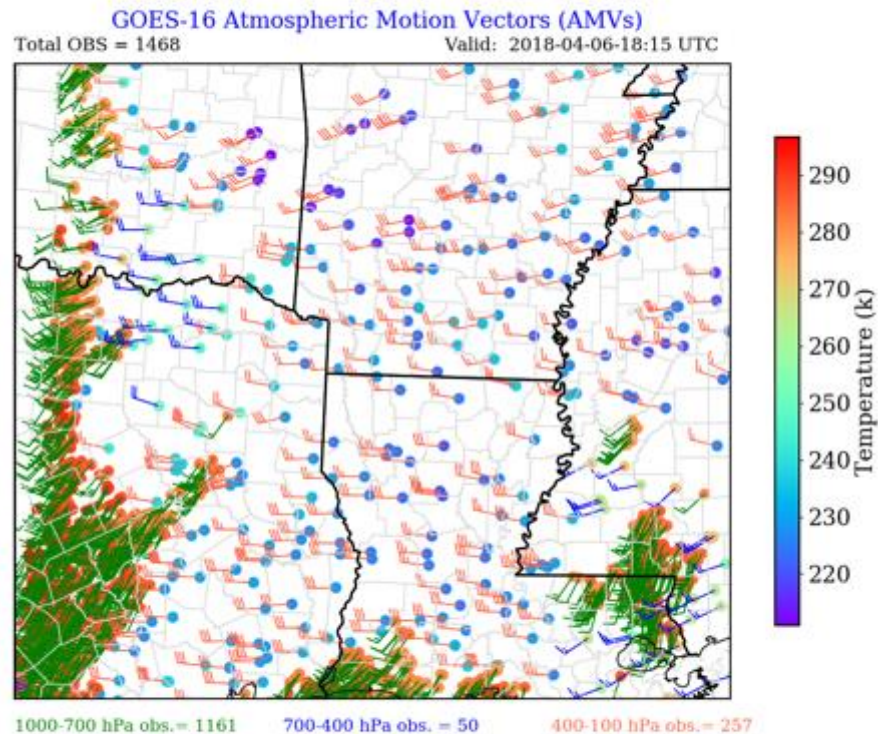 GOES-16 Atmospheric Motion Vectors (AMVs)
Total OBS = 1468 Valid: 2018-04-06-18:15 UTC
290
280
270
260
250
240
230
220
Temperature (k)
1000-700 hPa obs.= 1161 700-400 hPa obs. = 50 400-100 hPa obs.= 257